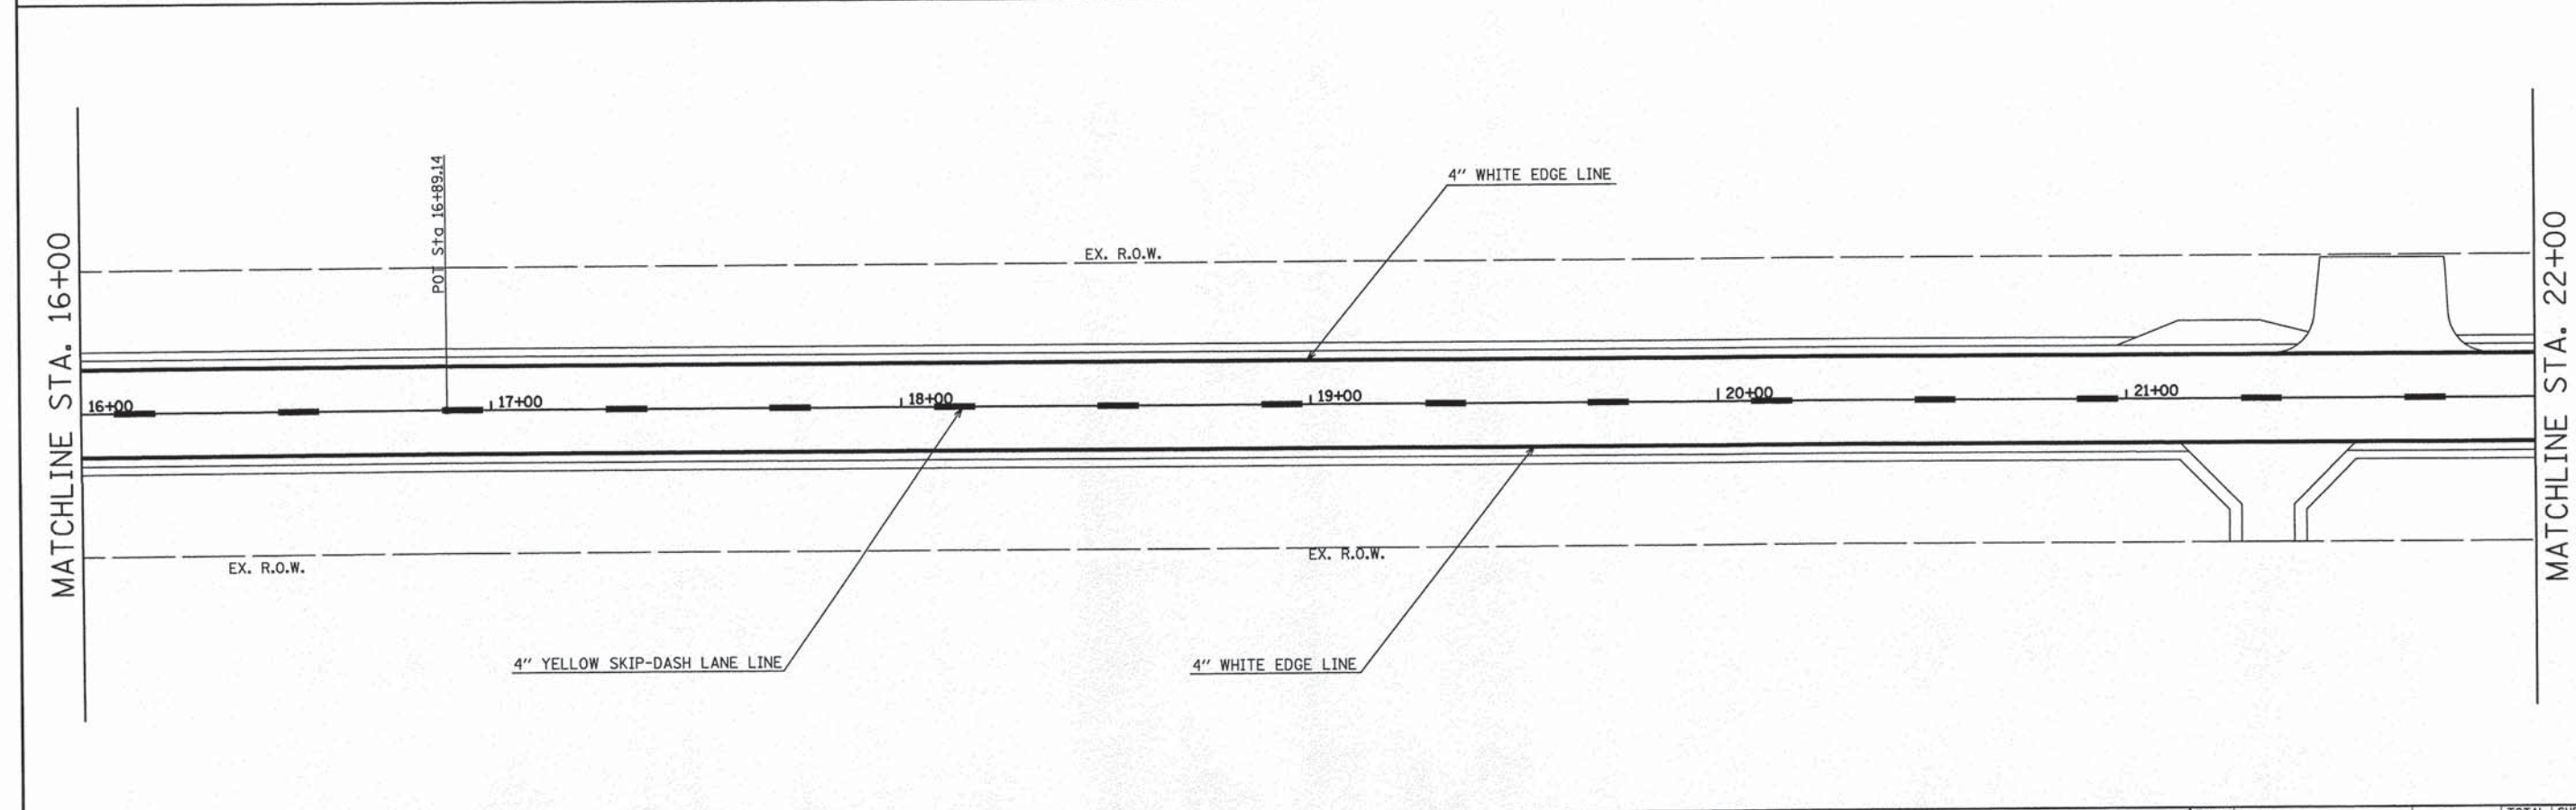 4" WHITE EDGE LINE
POT Sta 16+89.14
EX. R.O.W.
MATCHLINE STA. 16+00
MATCHLINE STA. 22+00
16+00
17+00
18+00
19+00
20+00
21+00
EX. R.O.W.
EX. R.O.W.
4" YELLOW SKIP-DASH LANE LINE
4" WHITE EDGE LINE